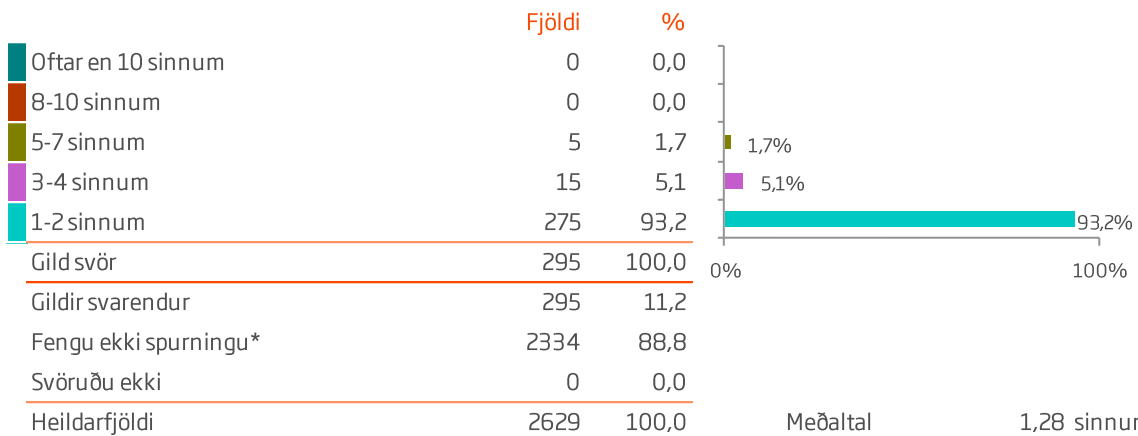 Fjöldi %
Oftar en 10 sinnum 0 0,0
8-10 sinnum 0 0,0
5-7 sinnum 5 1,7 1,7%
3-4 sinnum 15 5,1 5,1%
1-2 sinnum 275 93,2 93,2%
Gild svör 295 100,0 0% 100%
Gildir svarendur 295 11,2
Fengu ekki spurningu* 2334 88,8
Svöruðu ekki 0 0,0
Heildarfjöldi 2629 100,0 Meðaltal 1,28 sinnur